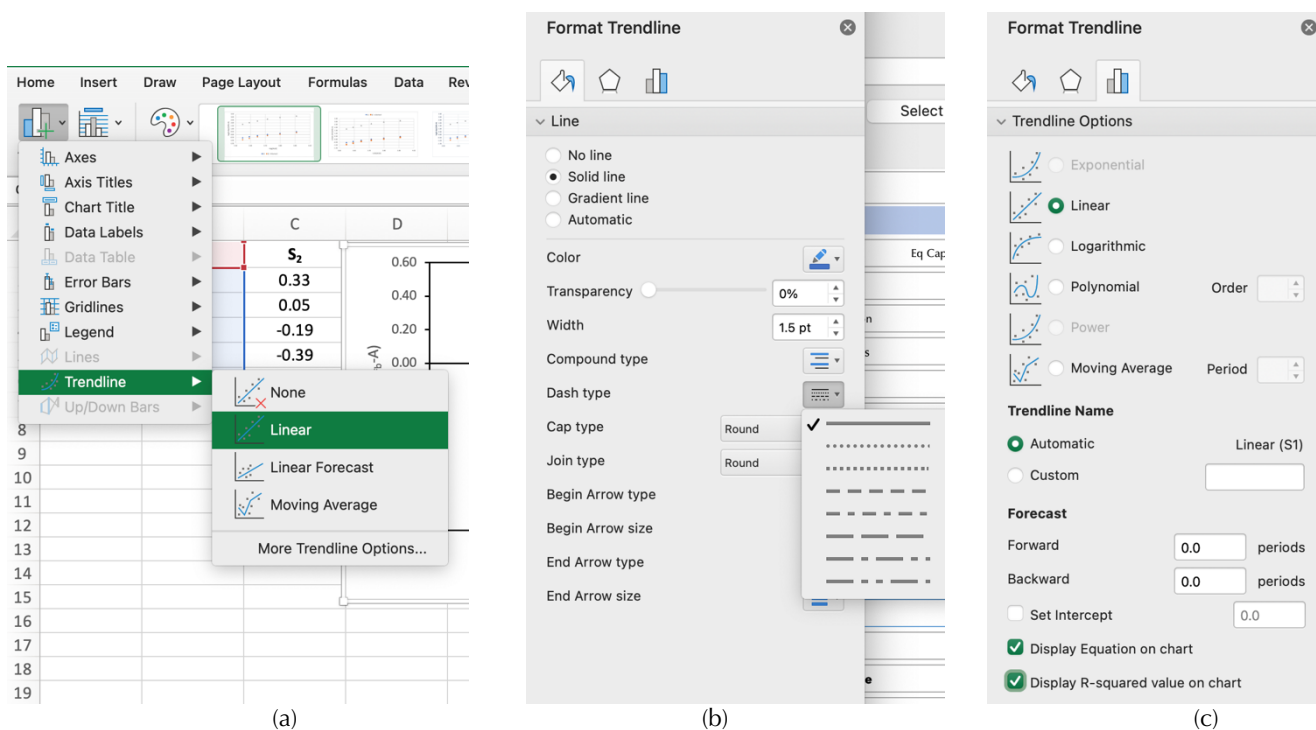 Home Insert Draw Page Layout Formulas Data Rev
Axes
Axis Titles
Chart Title
Data Labels
Data Table
Error Bars
Gridlines
Legend
Lines
Trendline
Up/Down Bars
None
Linear
Linear Forecast
Moving Average
More Trendline Options...
C D
S₂
0.33
0.05
-0.19
-0.39
0.60
0.40
0.20
0.00
8
9
10
11
12
13
14
15
16
17
18
19
(a)
Format Trendline
Line
No line
Solid line
Gradient line
Automatic
Color
Transparency 0%
Width 1.5 pt
Compound type
Dash type
Cap type Round
Join type Round
Begin Arrow type
Begin Arrow size
End Arrow type
End Arrow size
Select
Eq Cap
(b)
Format Trendline
Trendline Options
Exponential
Linear
Logarithmic
Polynomial Order
Power
Moving Average Period
Trendline Name
Automatic Linear (S1)
Custom
Forecast
Forward 0.0 periods
Backward 0.0 periods
Set Intercept 0.0
Display Equation on chart
Display R-squared value on chart
(c)